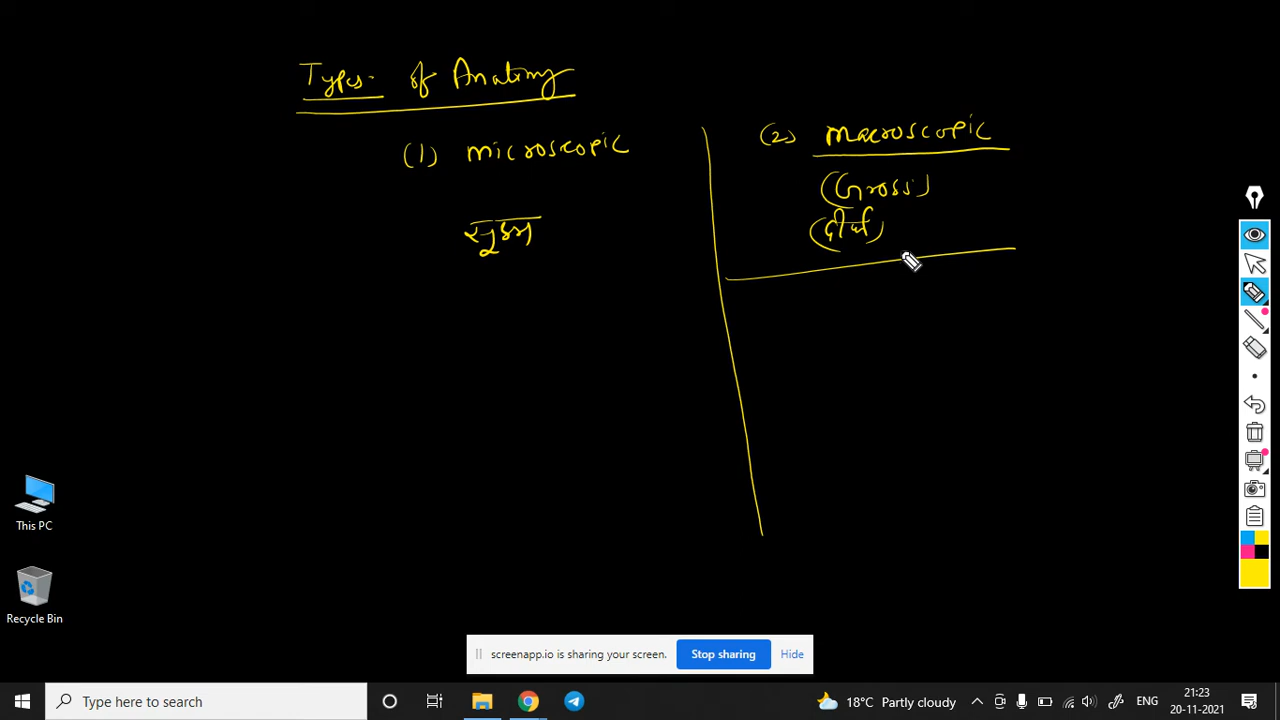 Types of Anatomy
(1) microscopic
सूक्ष्म
(2) macroscopic
(Gross)
(दीर्घ)
This PC
Recycle Bin
screenapp.io is sharing your screen.
Stop sharing
Hide
Type here to search
18°C Partly cloudy
ENG
21:23
20-11-2021